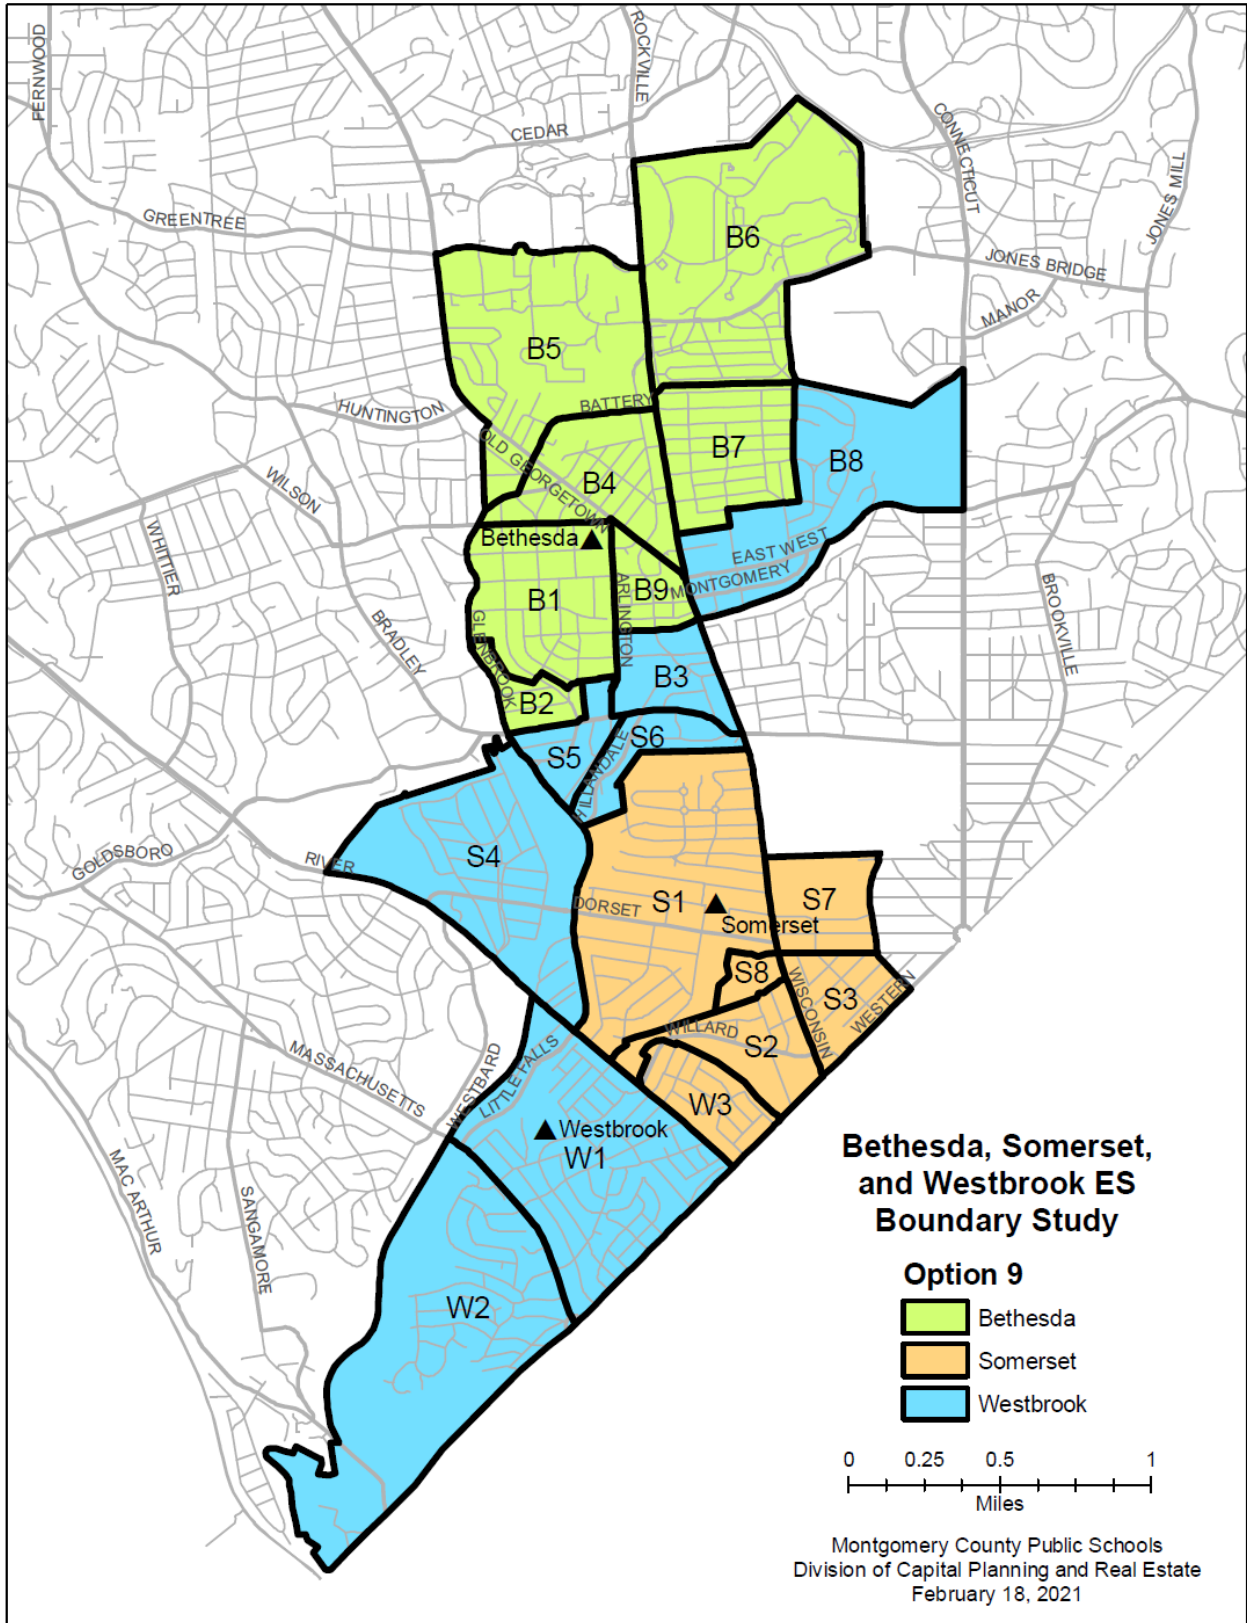 FERNWOOD
ROCKVILLE
CEDAR
CONNECTICUT
JONES MILL
GREENTREE
B6
JONES BRIDGE
MANOR
B5
BATTERY
HUNTINGTON
OLD GEORGETOWN
B7
B8
WILSON
B4
WHITTIER
Bethesda
EAST WEST
MONTGOMERY
B1
ARLINGTON
B9
BROOKVILLE
GLENBROOK
BRADLEY
B3
B2
S6
S5
HILLANDALE
GOLDSBORO
RIVER
S4
DORSET
S1
S7
Somerset
S8
WISCONSIN
S3
WESTERN
WILLARD
S2
LITTLE FALLS
WESTBARD
MASSACHUSETTS
W3
Westbrook
W1
MAC ARTHUR
SANGAMORE
W2
Bethesda, Somerset,
and Westbrook ES
Boundary Study
Option 9
Bethesda
Somerset
Westbrook
0 0.25 0.5 1
Miles
Montgomery County Public Schools
Division of Capital Planning and Real Estate
February 18, 2021